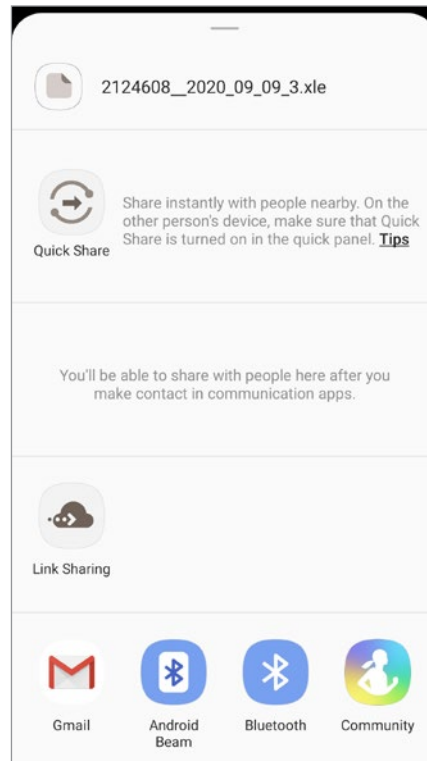 2124608__2020_09_09_3.xle
Share instantly with people nearby. On the
other person's device, make sure that Quick
Share is turned on in the quick panel. Tips
Quick Share
You'll be able to share with people here after you
make contact in communication apps.
Link Sharing
Gmail
Android
Beam
Bluetooth
Community